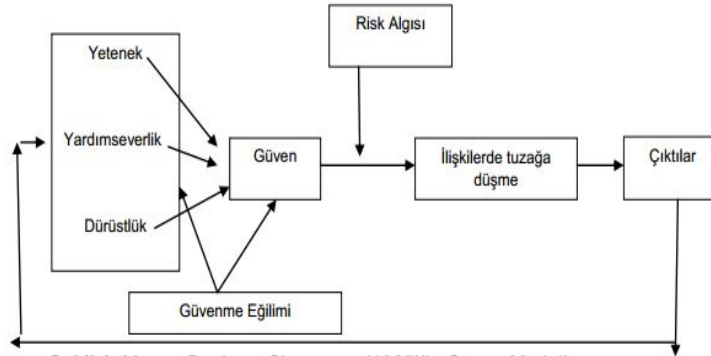 Risk Algısı
Yetenek
Yardımseverlik
Güven
İlişkilerde tuzağa
düşme
Çıktılar
Dürüstlük
Güvenme Eğilimi